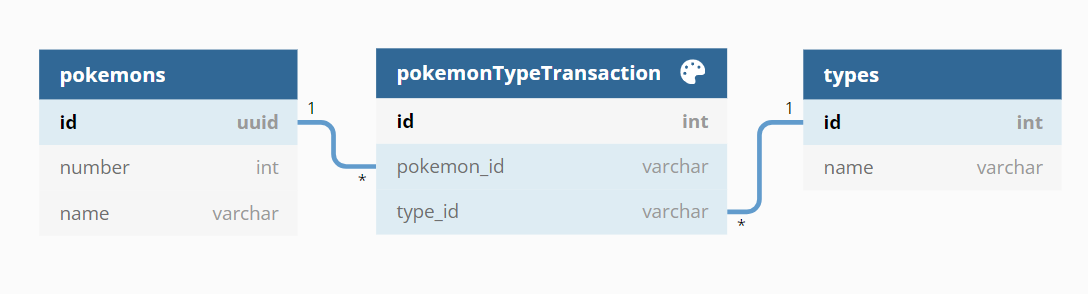 pokemons
id uuid
number int
name varchar
1
*
pokemonTypeTransaction
id int
pokemon_id varchar
type_id varchar
*
1
types
id int
name varchar